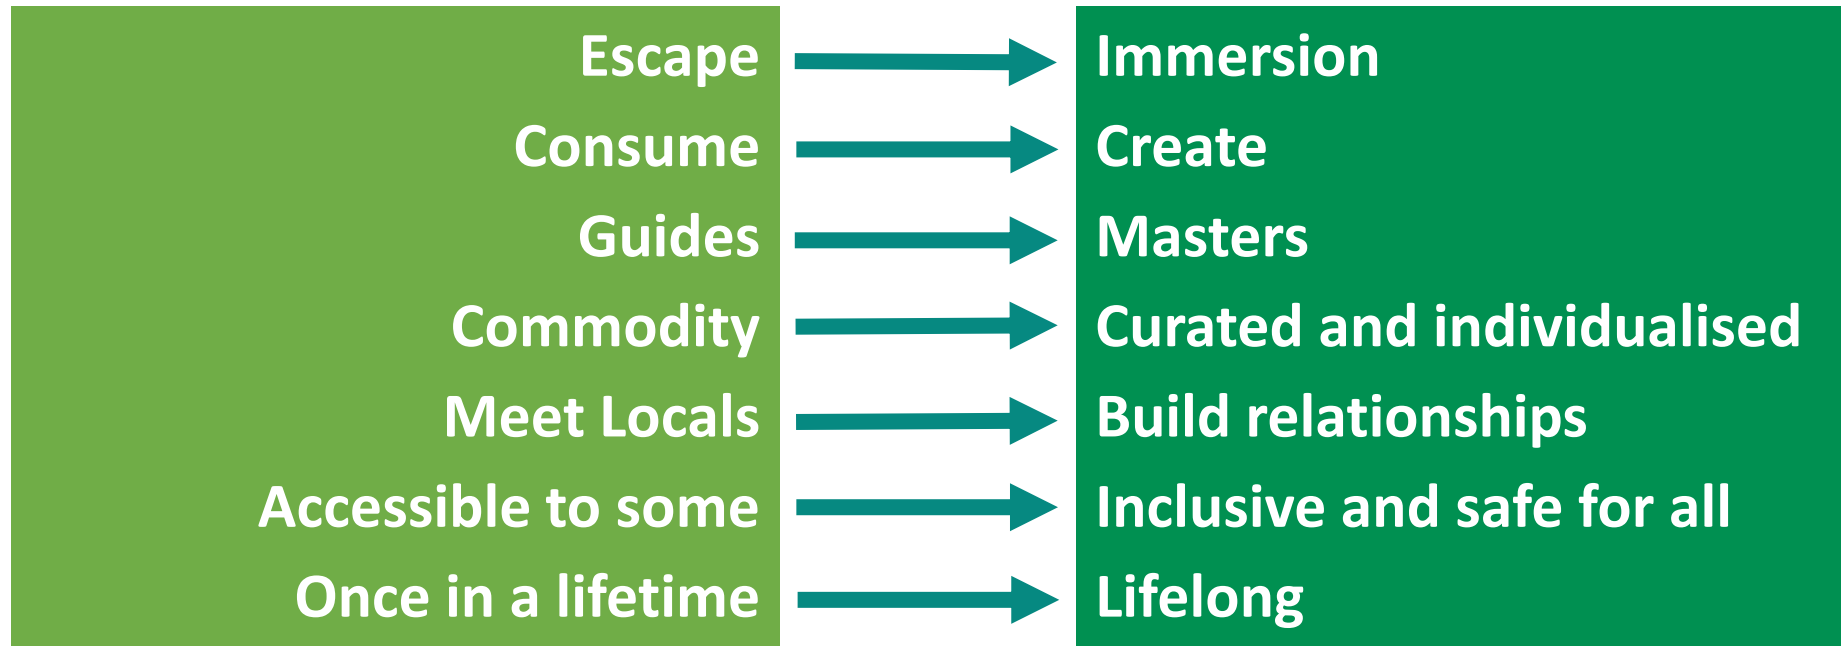 Escape Immersion
Consume Create
Guides Masters
Commodity Curated and individualised
Meet Locals Build relationships
Accessible to some Inclusive and safe for all
Once in a lifetime Lifelong